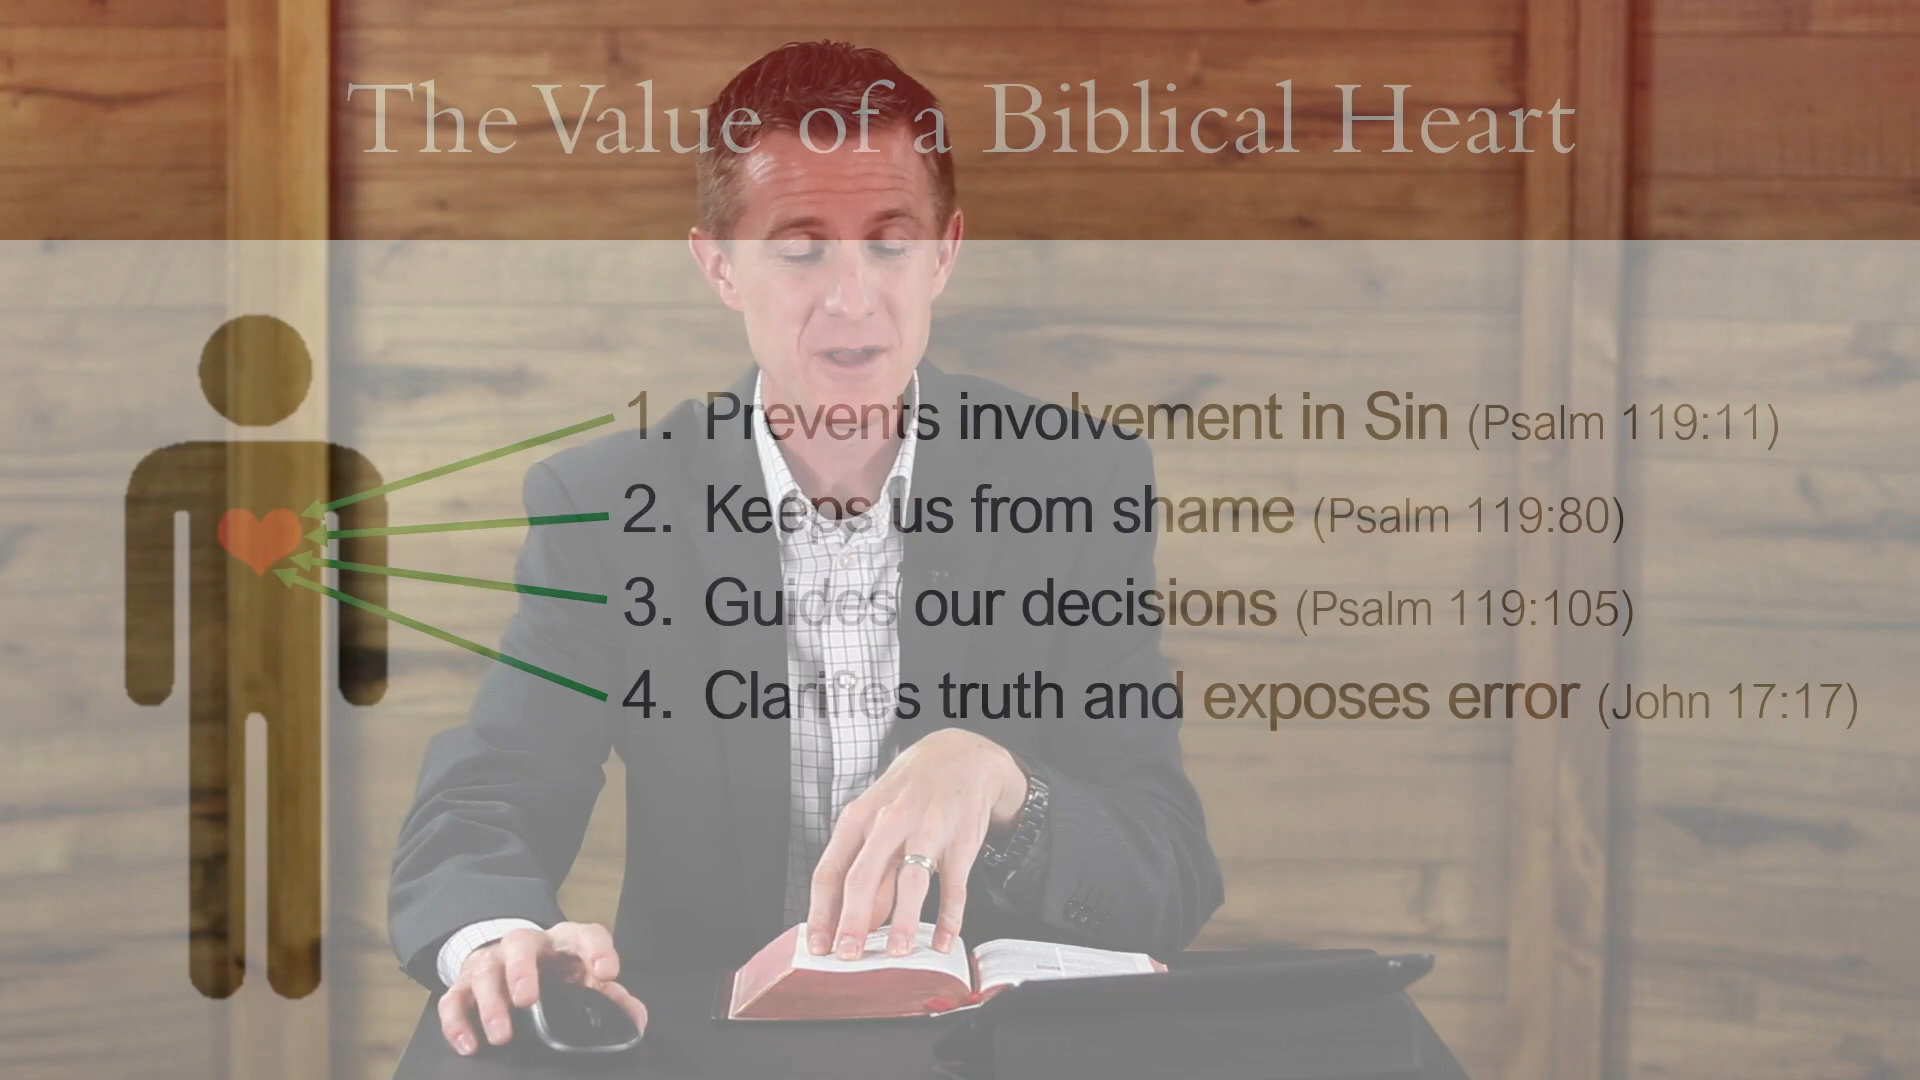 The Value of a Biblical Heart
1. Prevents involvement in Sin (Psalm 119:11)
2. Keeps us from shame (Psalm 119:80)
3. Guides our decisions (Psalm 119:105)
4. Clarifies truth and exposes error (John 17:17)